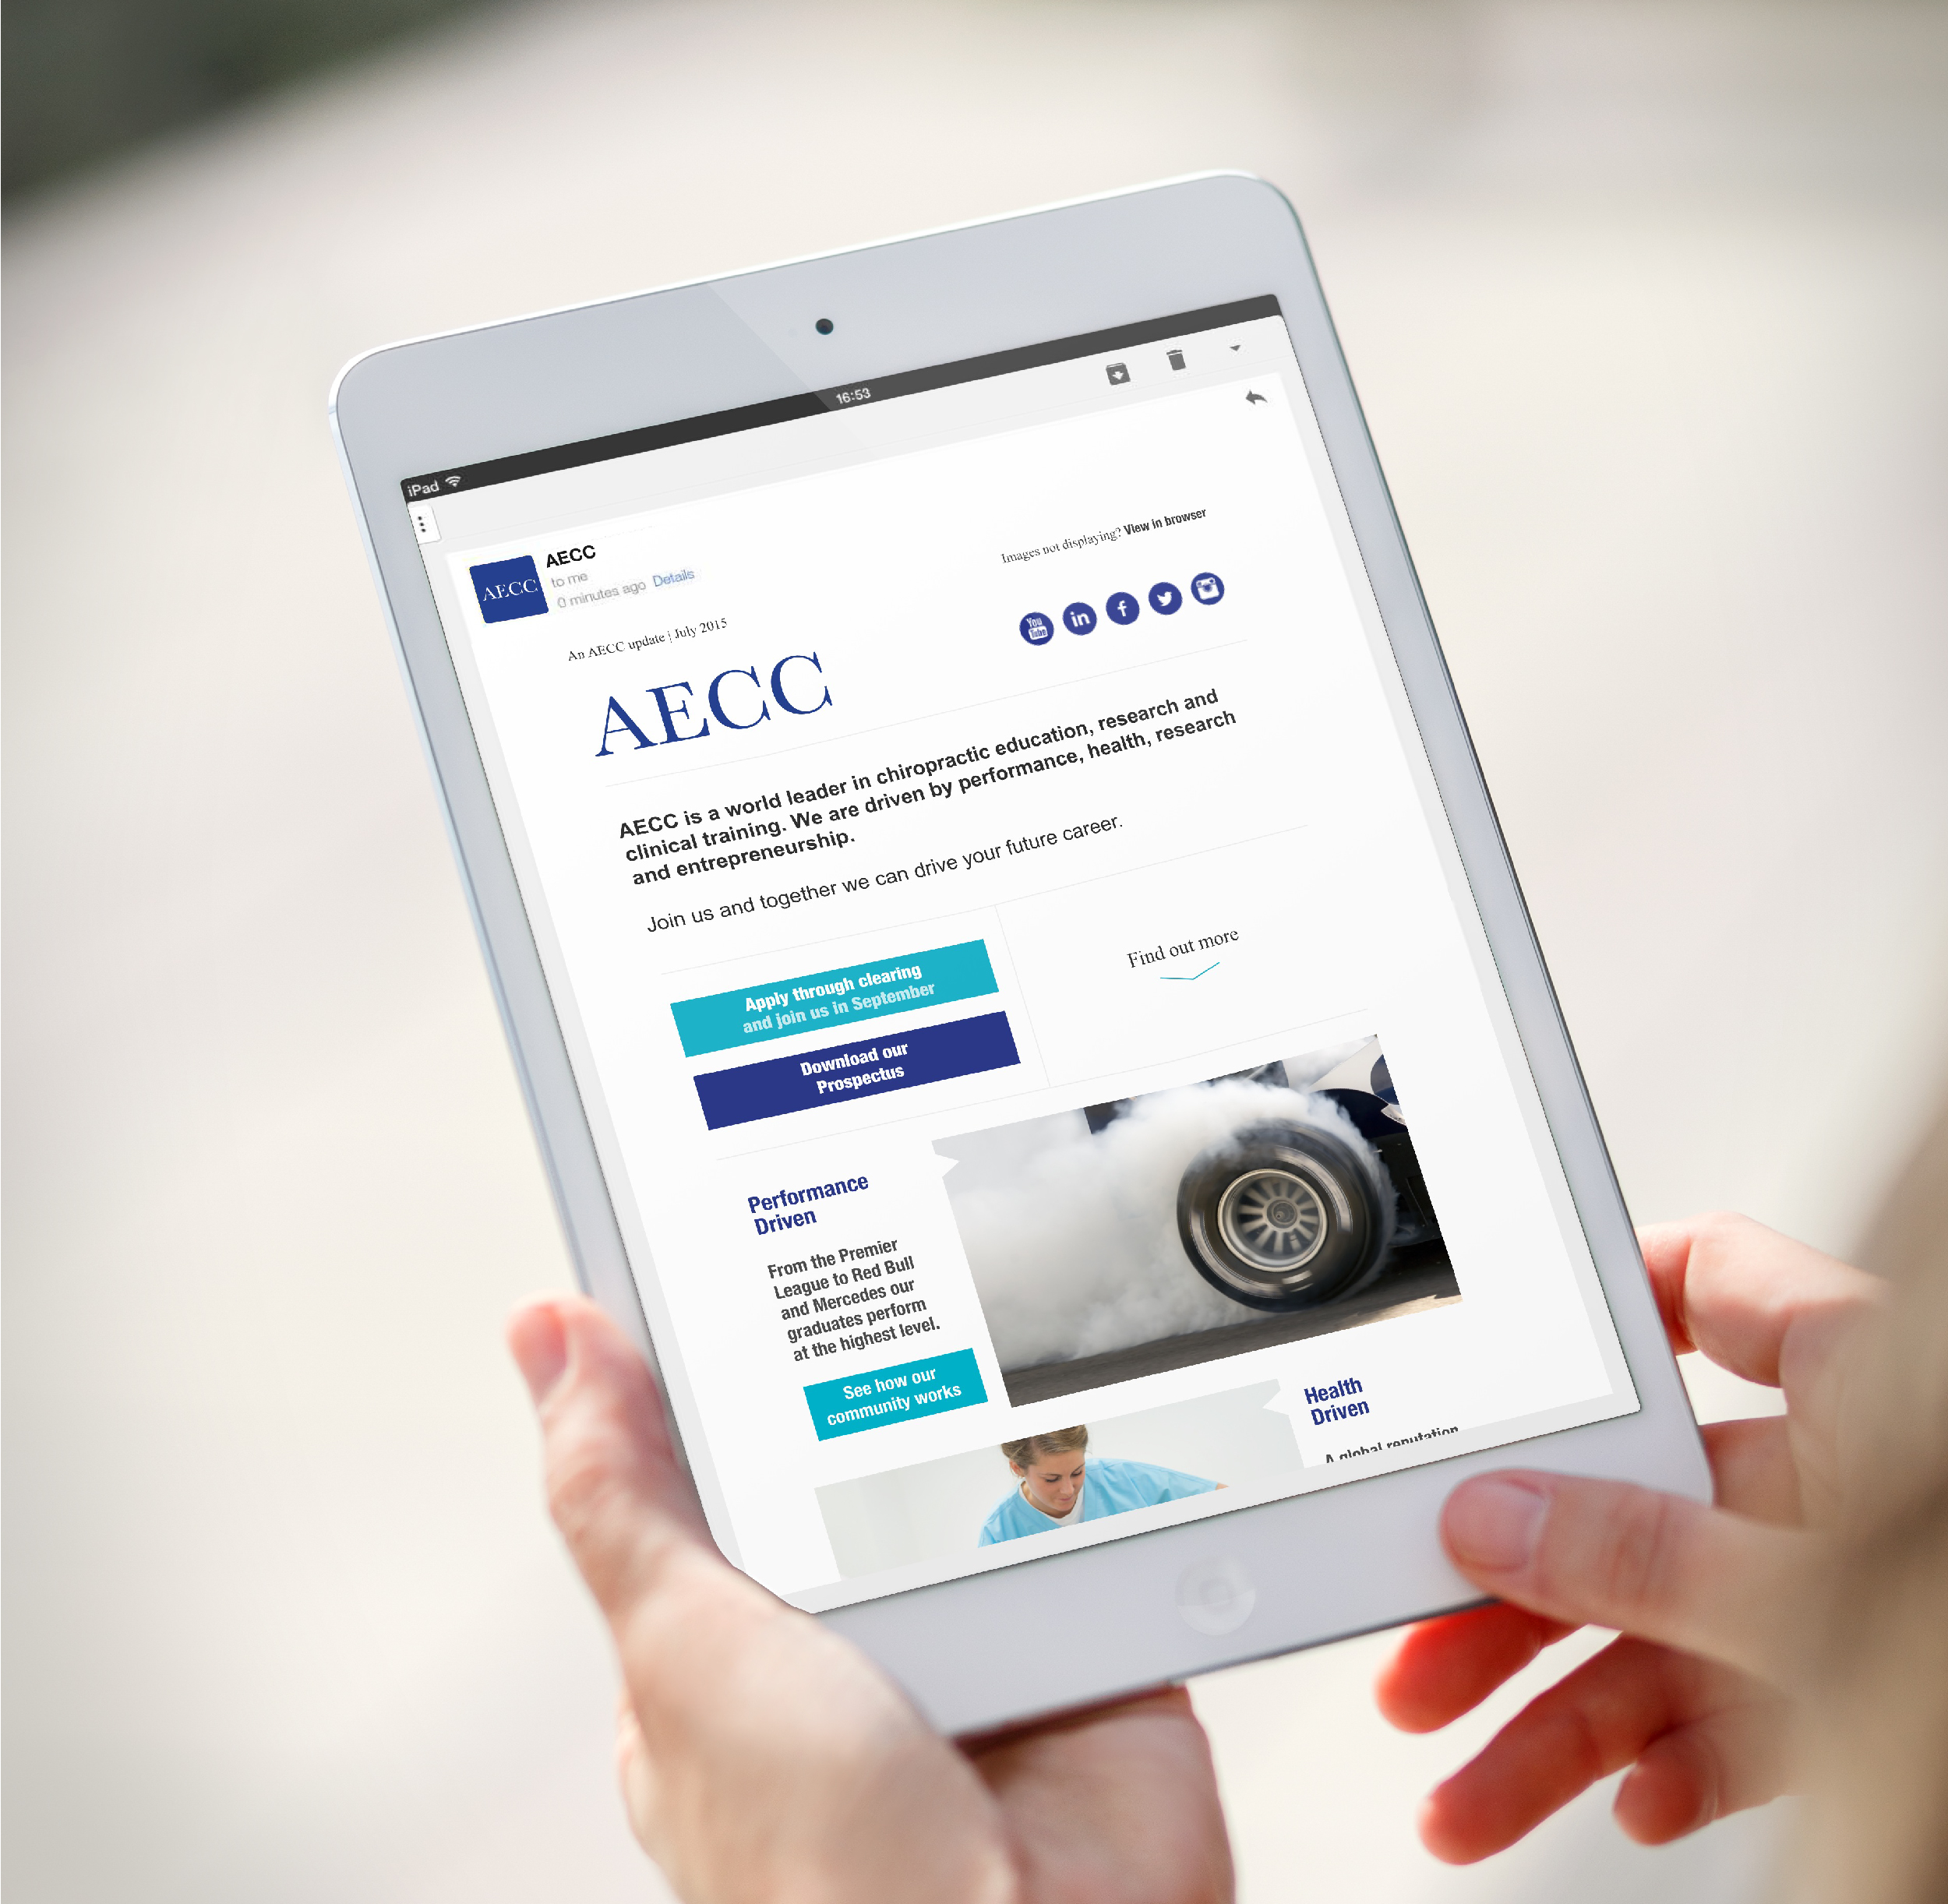 16:53
iPad
AECC
AECC
to me
0 minutes ago Details
Images not displaying? View in browser
An AECC update | July 2015
You
Tube
in
f
AECC
AECC is a world leader in chiropractic education, research and
clinical training. We are driven by performance, health, research
and entrepreneurship.
Join us and together we can drive your future career.
Apply through clearing
and join us in September
Download our
Prospectus
Find out more
Performance
Driven
From the Premier
League to Red Bull
and Mercedes our
graduates perform
at the highest level.
See how our
community works
Health
Driven
A global reputation